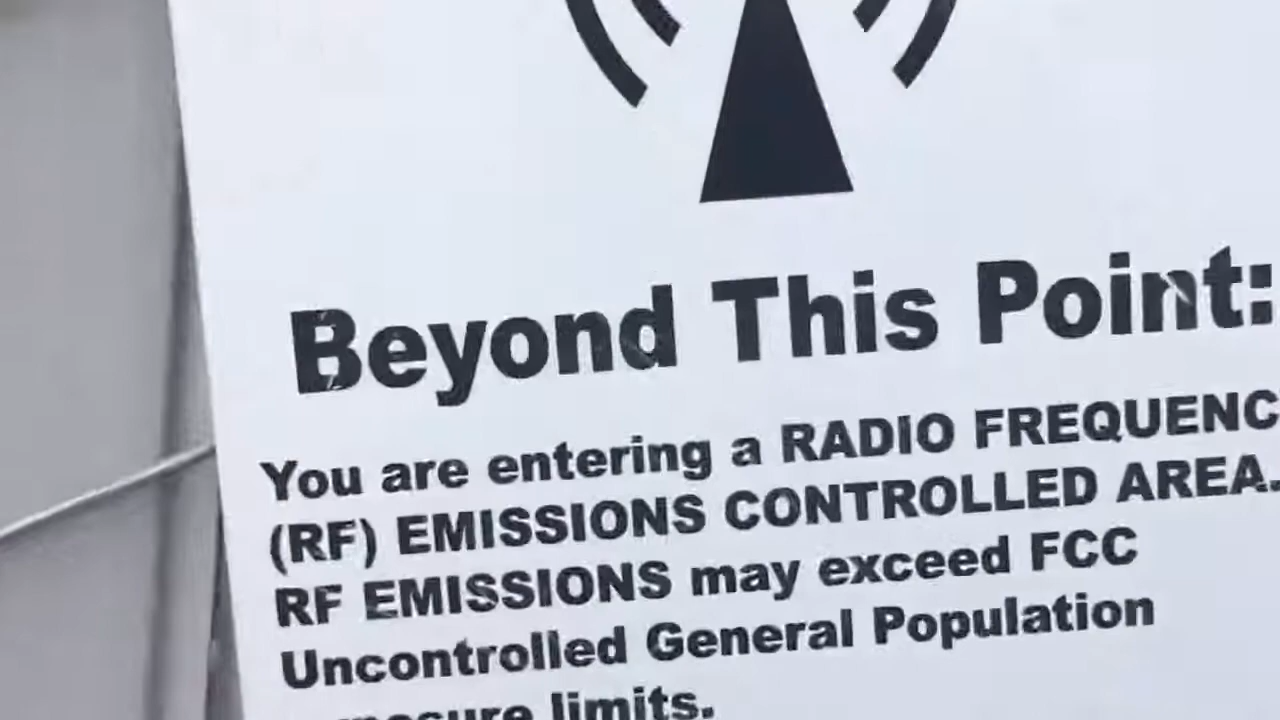 Beyond This Point:
You are entering a RADIO FREQUENC
(RF) EMISSIONS CONTROLLED AREA.
RF EMISSIONS may exceed FCC
Uncontrolled General Population
limits.